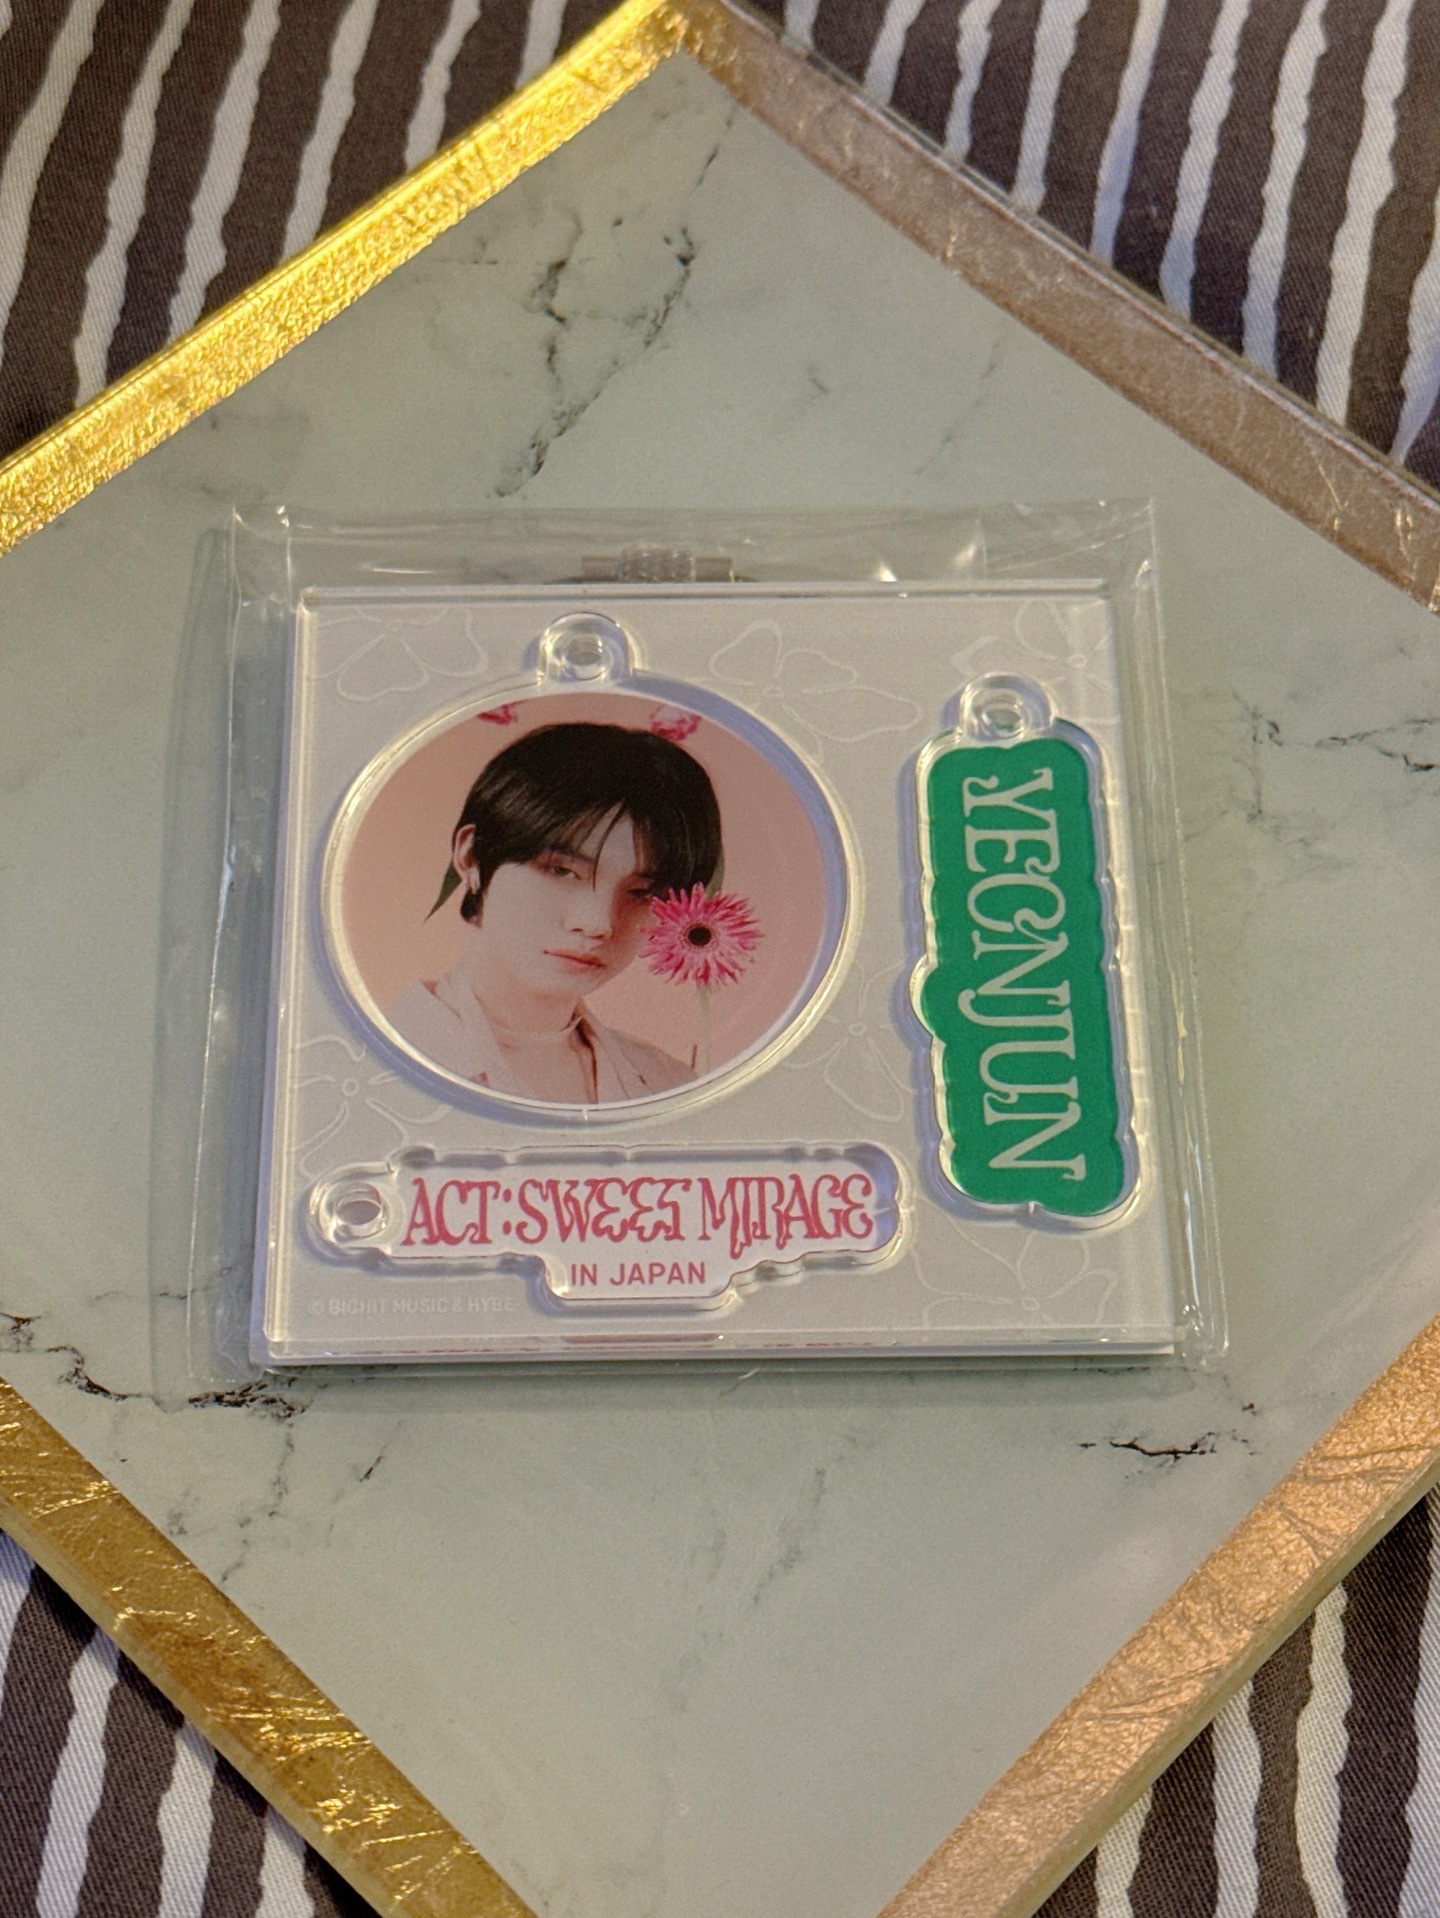 YEONJUN
ACT:SWEET MIRAGE
IN JAPAN
© BIGHIT MUSIC & HYBE